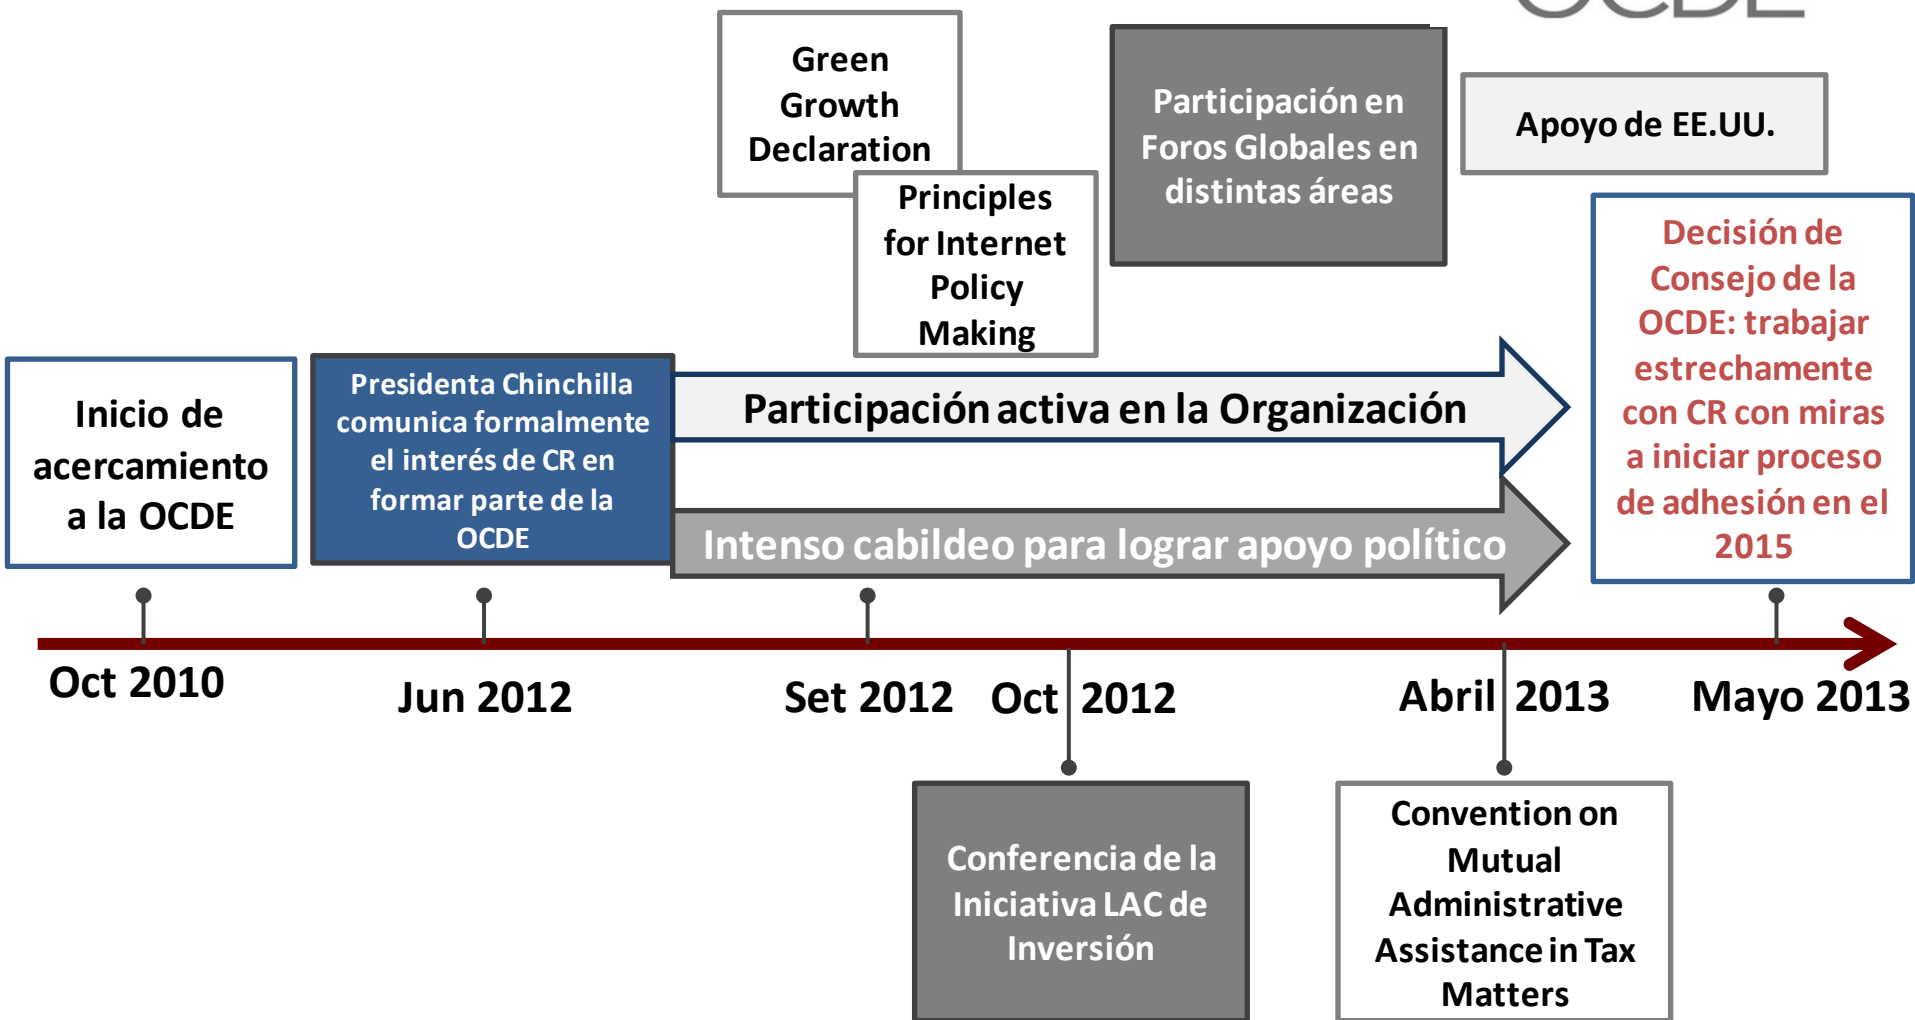 OCDE
Green
Growth
Declaration
Principles
for Internet
Policy
Making
Participación en
Foros Globales en
distintas áreas
Apoyo de EE.UU.
Inicio de
acercamiento
a la OCDE
Presidenta Chinchilla
comunica formalmente
el interés de CR en
formar parte de la
OCDE
Participación activa en la Organización
Intenso cabildeo para lograr apoyo político
Decisión de
Consejo de la
OCDE: trabajar
estrechamente
con CR con miras
a iniciar proceso
de adhesión en el
2015
Oct 2010
Jun 2012
Set 2012
Oct 2012
Abril 2013
Mayo 2013
Conferencia de la
Iniciativa LAC de
Inversión
Convention on
Mutual
Administrative
Assistance in Tax
Matters